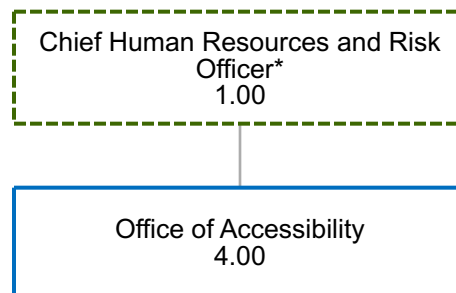 Chief Human Resources and Risk
Officer*
1.00
Office of Accessibility
4.00